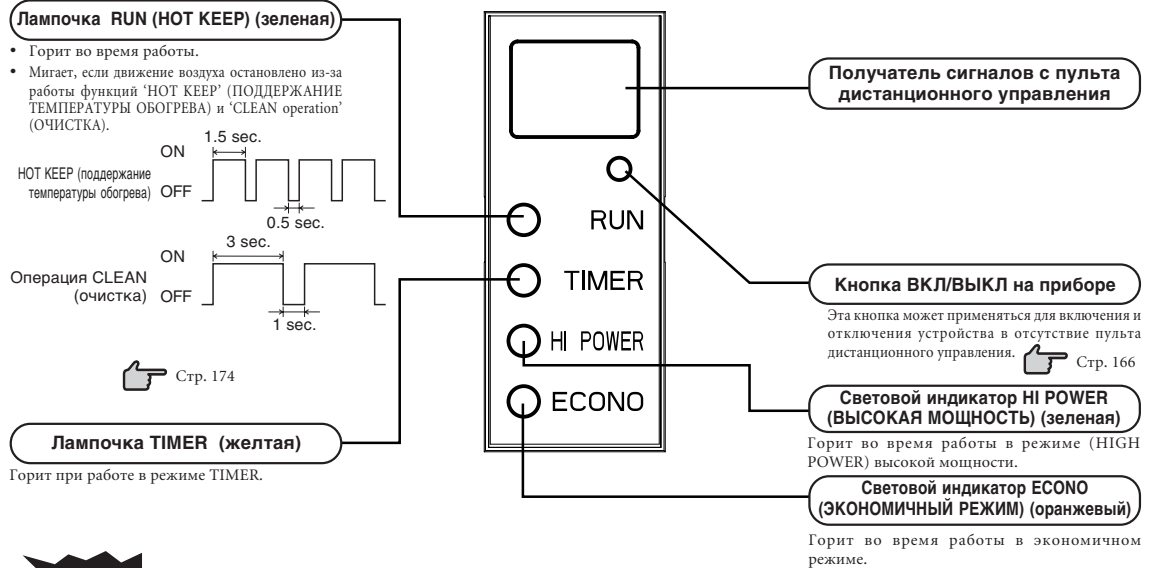 Лампочка RUN (HOT KEEP) (зеленая)
• Горит во время работы.
• Мигает, если движение воздуха остановлено из-за
работы функций 'HOT KEEP' (ПОДДЕРЖАНИЕ
ТЕМПЕРАТУРЫ ОБОГРЕВА) и 'CLEAN operation'
(ОЧИСТКА).
1.5 sec.
ON
HOT KEEP (поддержание
температуры обогрева)
OFF
0.5 sec.
3 sec.
ON
Операция CLEAN
(очистка)
OFF
1 sec.
Стр. 174
Лампочка TIMER (желтая)
Горит при работе в режиме TIMER.
RUN
TIMER
HI POWER
ECONO
Получатель сигналов с пульта
дистанционного управления
Кнопка ВКЛ/ВЫКЛ на приборе
Эта кнопка может применяться для включения и
отключения устройства в отсутствие пульта
дистанционного управления.
Стр. 166
Световой индикатор HI POWER
(ВЫСОКАЯ МОЩНОСТЬ) (зеленая)
Горит во время работы в режиме (HIGH
POWER) высокой мощности.
Световой индикатор ECONO
(ЭКОНОМИЧНЫЙ РЕЖИМ) (оранжевый)
Горит во время работы в экономичном
режиме.